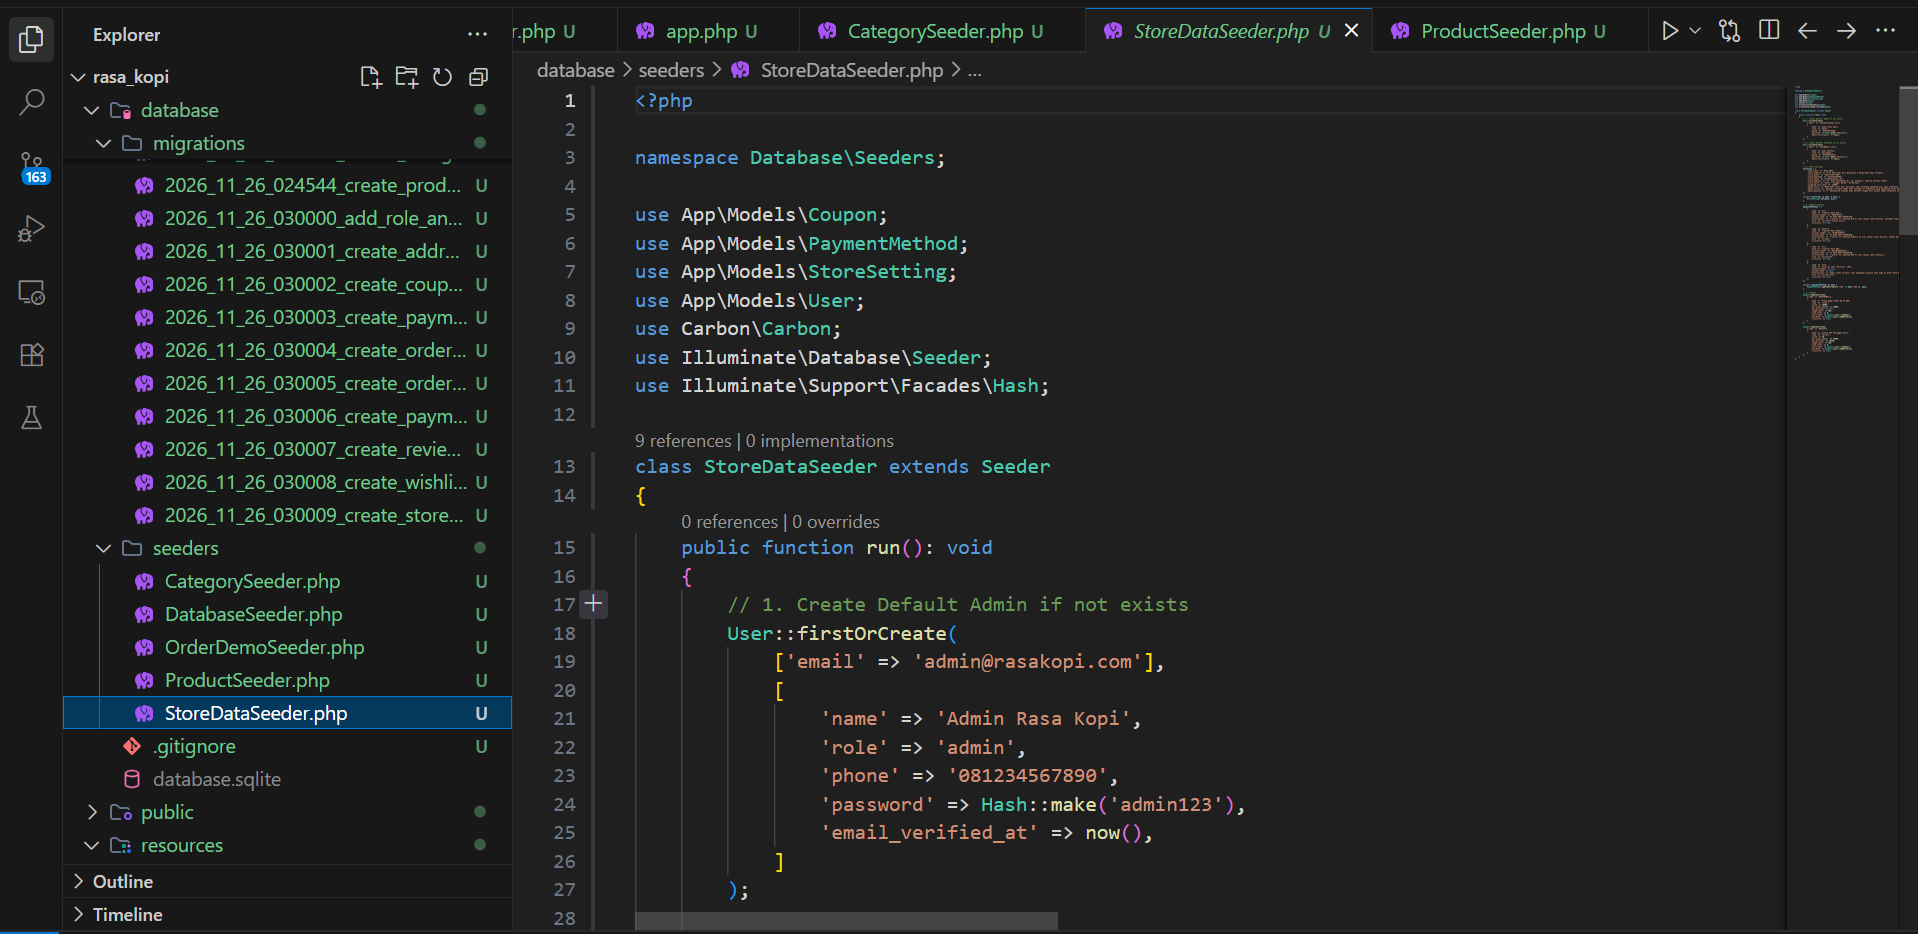 Explorer
rasa_kopi
database
migrations
2026_11_26_024544_create_prod... U
2026_11_26_030000_add_role_an... U
2026_11_26_030001_create_addr... U
2026_11_26_030002_create_coup... U
2026_11_26_030003_create_paym... U
2026_11_26_030004_create_order... U
2026_11_26_030005_create_order... U
2026_11_26_030006_create_paym... U
2026_11_26_030007_create_revie... U
2026_11_26_030008_create_wishli... U
2026_11_26_030009_create_store... U
seeders
CategorySeeder.php U
DatabaseSeeder.php U
OrderDemoSeeder.php U
ProductSeeder.php U
StoreDataSeeder.php U
.gitignore U
database.sqlite
public
resources
Outline
Timeline
163
r.php U
app.php U
CategorySeeder.php U
StoreDataSeeder.php U
ProductSeeder.php U
database > seeders > StoreDataSeeder.php > ...
1 <?php
2
3 namespace Database\Seeders;
4
5 use App\Models\Coupon;
6 use App\Models\PaymentMethod;
7 use App\Models\StoreSetting;
8 use App\Models\User;
9 use Carbon\Carbon;
10 use Illuminate\Database\Seeder;
11 use Illuminate\Support\Facades\Hash;
12
9 references | 0 implementations
13 class StoreDataSeeder extends Seeder
14 {
0 references | 0 overrides
15 public function run(): void
16 {
17 // 1. Create Default Admin if not exists
18 User::firstOrCreate(
19 ['email' => 'admin@rasakopi.com'],
20 [
21 'name' => 'Admin Rasa Kopi',
22 'role' => 'admin',
23 'phone' => '081234567890',
24 'password' => Hash::make('admin123'),
25 'email_verified_at' => now(),
26 ]
27 );
28